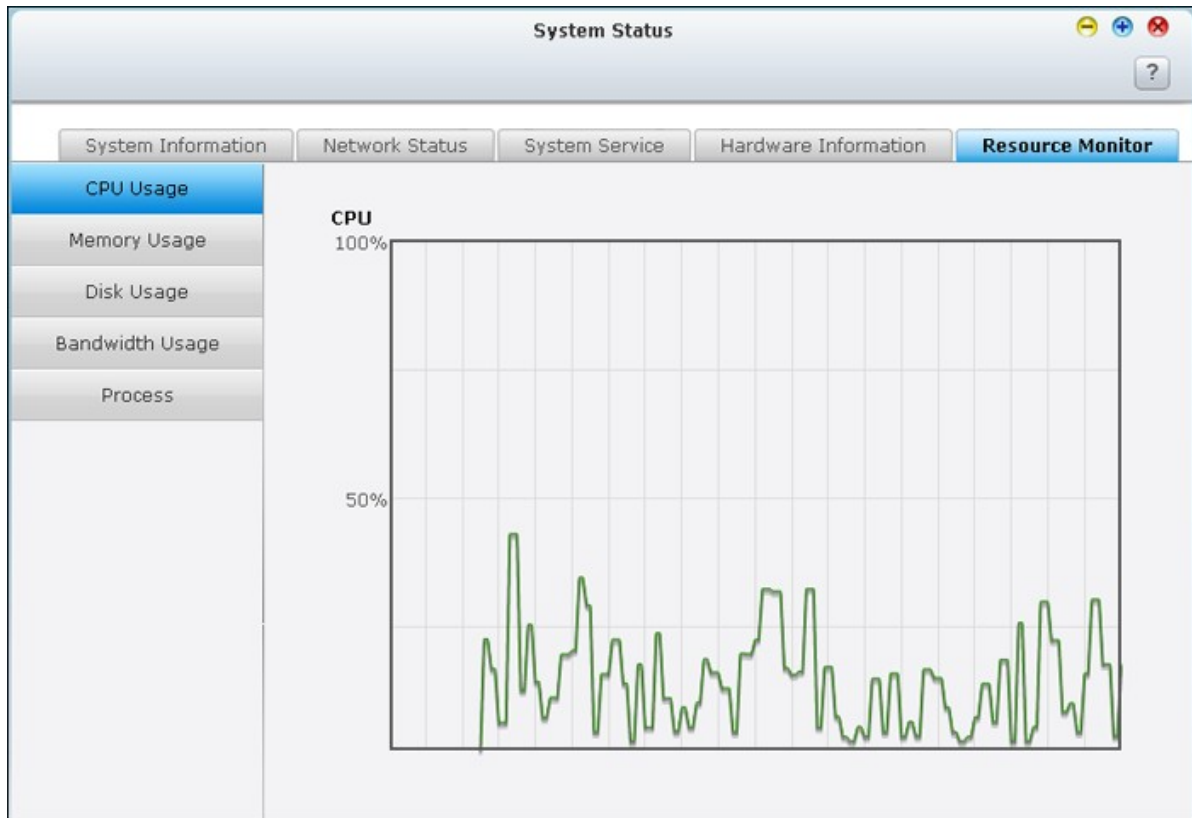 System Status
?
System Information Network Status System Service Hardware Information Resource Monitor
CPU Usage
Memory Usage
Disk Usage
Bandwidth Usage
Process
CPU
100%
50%